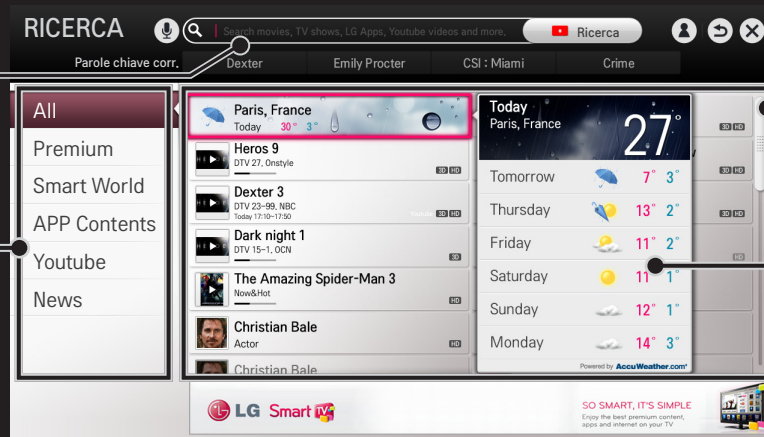 RICERCA
Search movies, TV shows, LG Apps, Youtube videos and more.
Ricerca
Parole chiave corr.
Dexter
Emily Procter
CSI : Miami
Crime
All
Premium
Smart World
APP Contents
Youtube
News
Paris, France
Today 30° 3°
Heros 9
DTV 27, Onstyle
3D HD
Dexter 3
DTV 23-99, NBC
Today 17:10~17:50
Youtube 3D HD
Dark night 1
DTV 15-1, OCN
3D
The Amazing Spider-Man 3
Now&Hot
HD
Christian Bale
Actor
HD
Christian Bale
Today
Paris, France
27°
Tomorrow 7° 3°
Thursday 13° 2°
Friday 11° 2°
Saturday 11° 1°
Sunday 12° 1°
Monday 14° 3°
Powered by AccuWeather.com
3D HD
3D HD
3D HD
HD
LG Smart TV
SO SMART, IT'S SIMPLE
Enjoy the best premium content,
apps and internet on your TV.